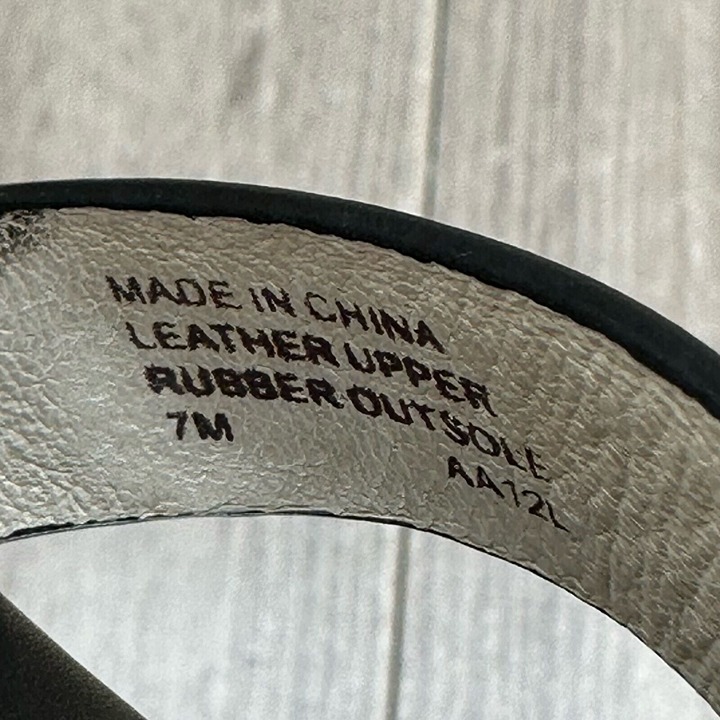 MADE IN CHINA
LEATHER UPPER
RUBBER OUTSOLE
7M
AA12L